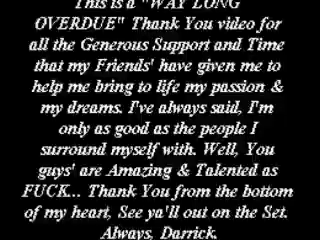 This is a "WAY LONG
OVERDUE" Thank You video for
all the Generous Support and Time
that my Friends' have given me to
help me bring to life my passion &
my dreams. I've always said, I'm
only as good as the people I
surround myself with. Well, You
guys' are Amazing & Talented as
FUCK... Thank You from the bottom
of my heart, See ya'll out on the Set.
Always, Darrick.